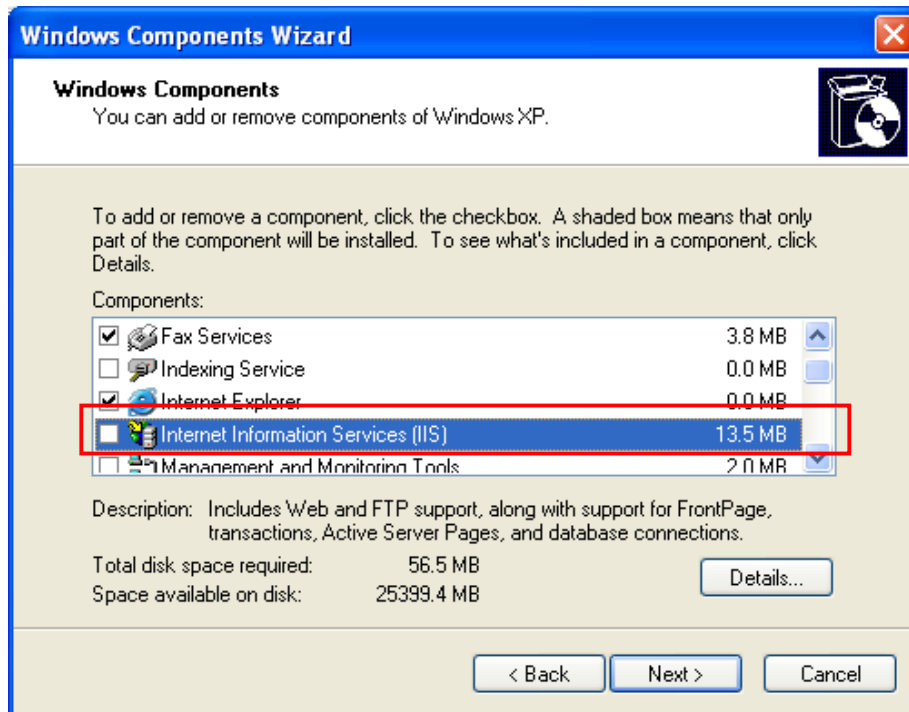 Windows Components Wizard
Windows Components
You can add or remove components of Windows XP.
To add or remove a component, click the checkbox. A shaded box means that only
part of the component will be installed. To see what's included in a component, click
Details.
Components:
Fax Services 3.8 MB
Indexing Service 0.0 MB
Internet Explorer 0.0 MB
Internet Information Services (IIS) 13.5 MB
Management and Monitoring Tools 2.0 MB
Description: Includes Web and FTP support, along with support for FrontPage,
transactions, Active Server Pages, and database connections.
Total disk space required: 56.5 MB
Space available on disk: 25399.4 MB
Details...
< Back Next > Cancel